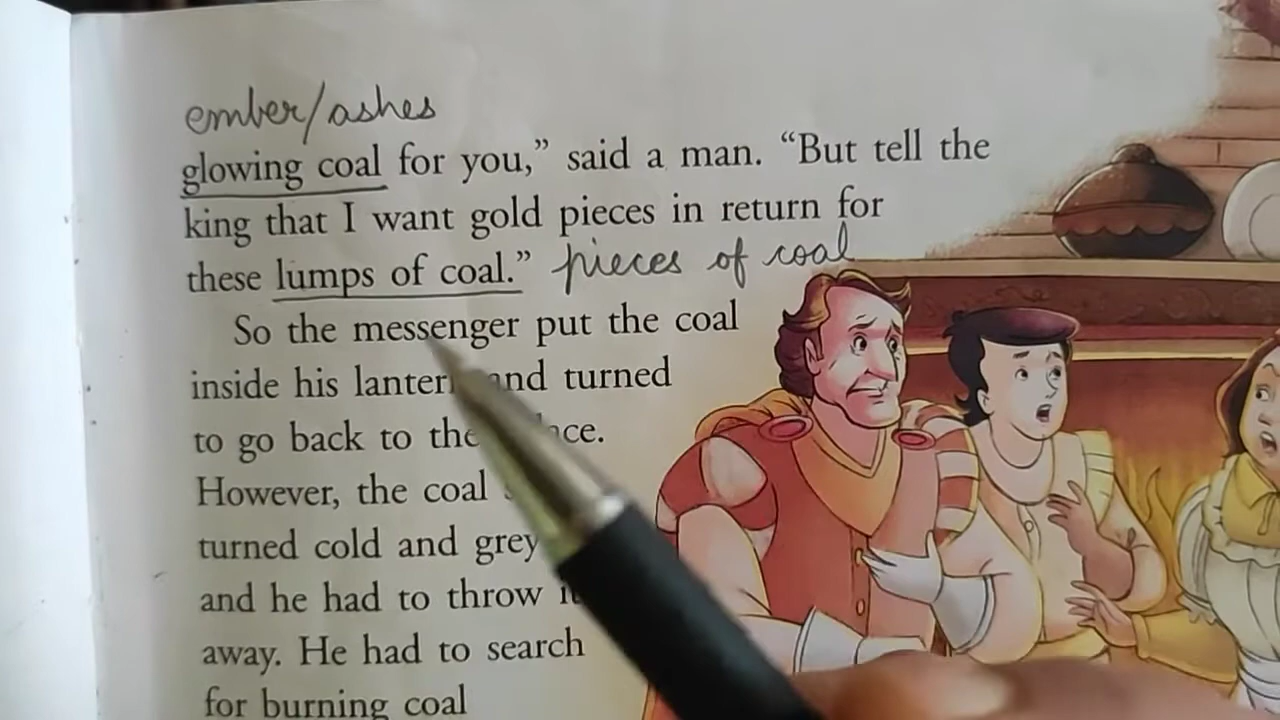 ember/ashes
glowing coal for you,” said a man. “But tell the
king that I want gold pieces in return for
these lumps of coal.” pieces of coal
So the messenger put the coal
inside his and turned
to go back to
However, the coal
turned cold and grey
and he had to throw
away. He had to search
for burning coal